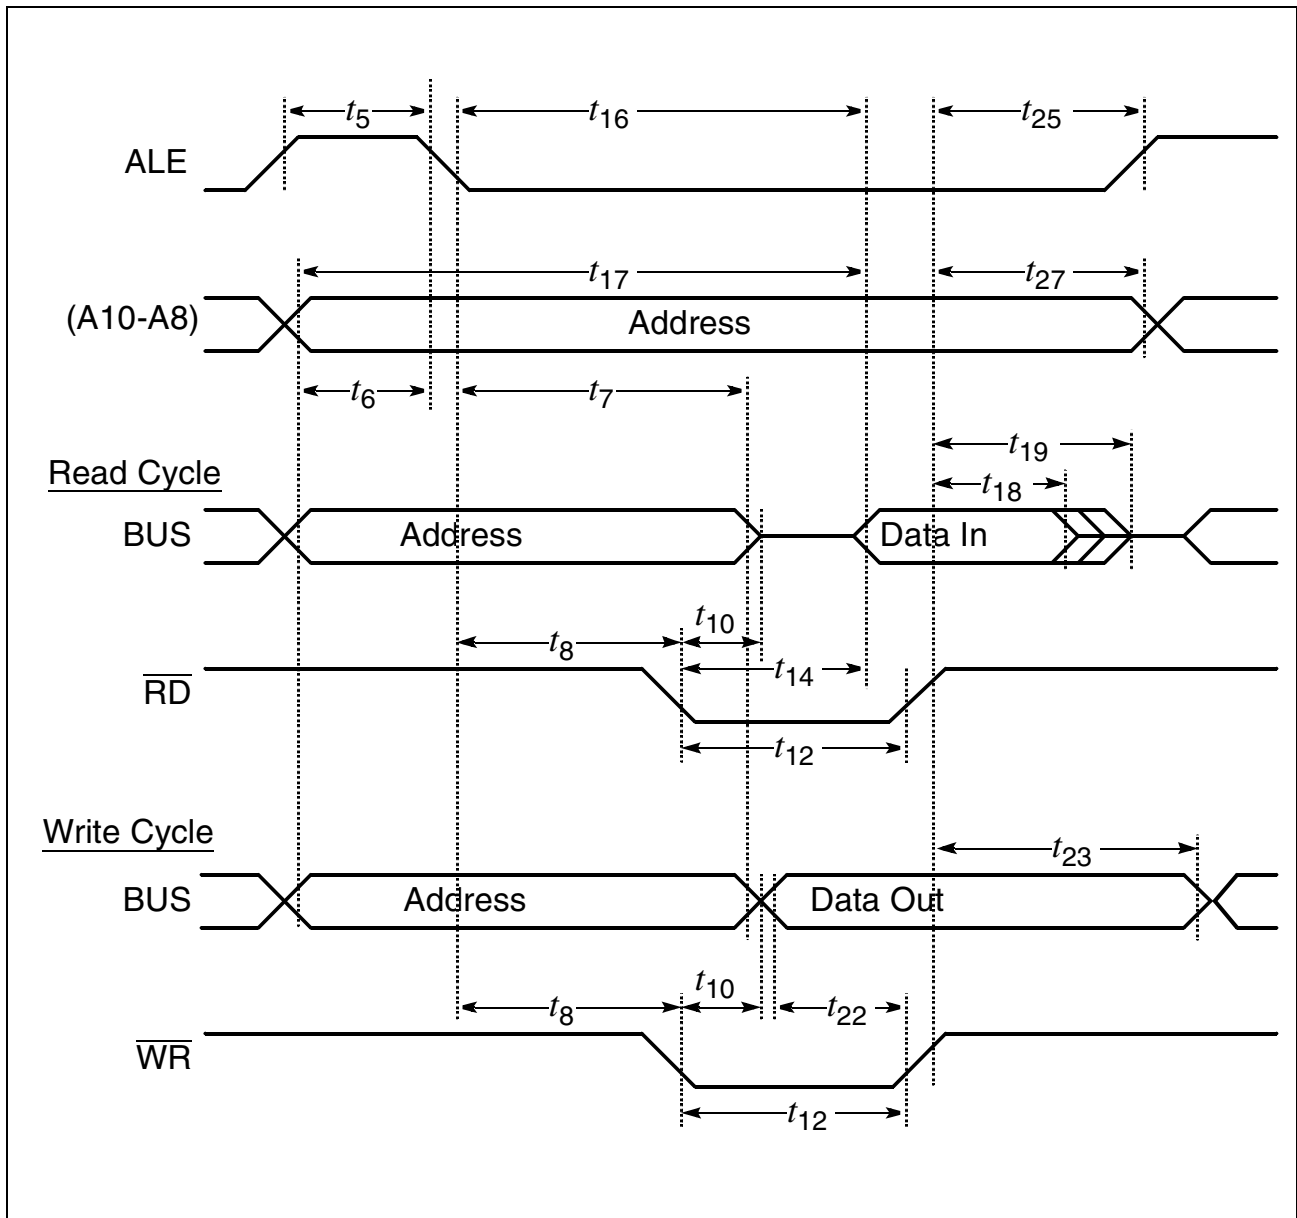 t5 t16 t25
ALE
t17 t27
(A10-A8) Address
t6 t7
t19
Read Cycle
t18
BUS Address Data In
t10
t8
t14
RD
t12
Write Cycle
t23
BUS Address Data Out
t10
t8 t22
WR
t12